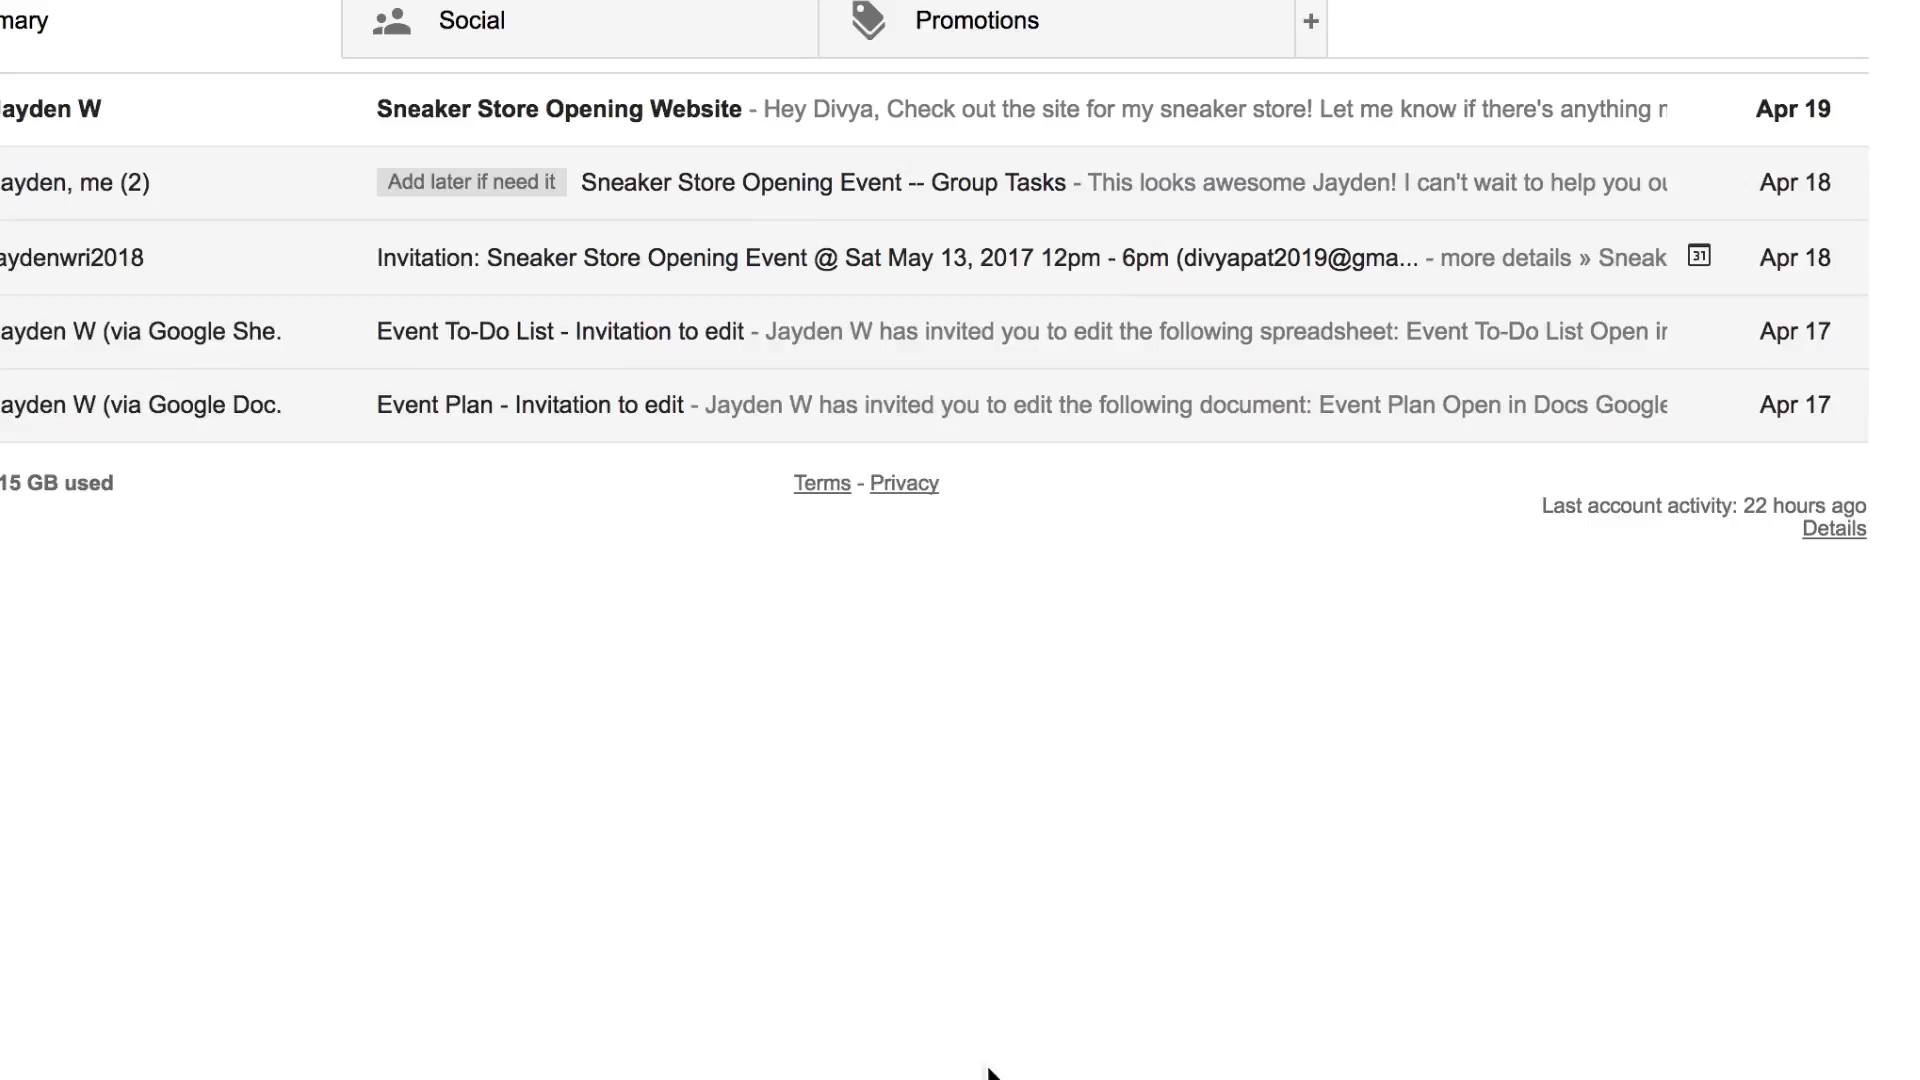 mary
Social
Promotions
+
ayden W
Sneaker Store Opening Website - Hey Divya, Check out the site for my sneaker store! Let me know if there's anything
Apr 19
ayden, me (2)
Add later if need it
Sneaker Store Opening Event -- Group Tasks - This looks awesome Jayden! I can't wait to help you
Apr 18
aydenwri2018
Invitation: Sneaker Store Opening Event @ Sat May 13, 2017 12pm - 6pm (divyapat2019@gma... - more details » Sneak
31
Apr 18
ayden W (via Google She.
Event To-Do List - Invitation to edit - Jayden W has invited you to edit the following spreadsheet: Event To-Do List Open in
Apr 17
ayden W (via Google Doc.
Event Plan - Invitation to edit - Jayden W has invited you to edit the following document: Event Plan Open in Docs Google
Apr 17
15 GB used
Terms - Privacy
Last account activity: 22 hours ago
Details